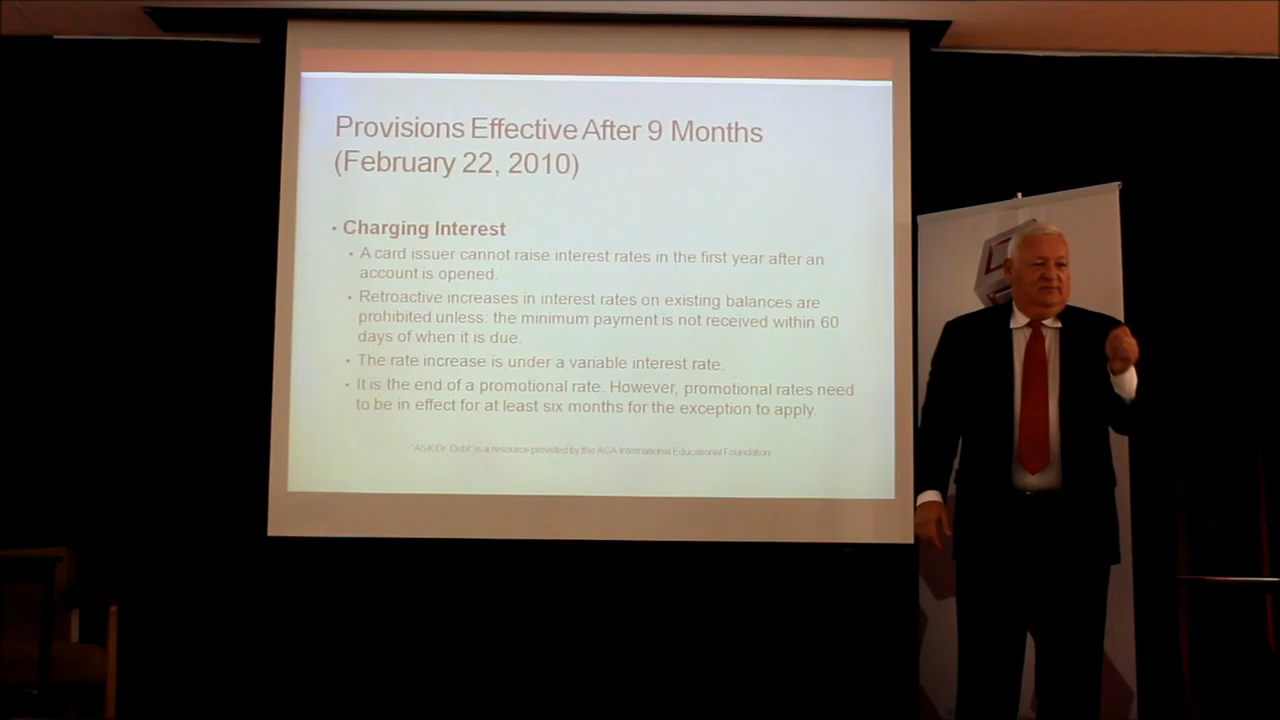 Provisions Effective After 9 Months
(February 22, 2010)
• Charging Interest
• A card issuer cannot raise interest rates in the first year after an
account is opened.
• Retroactive increases in interest rates on existing balances are
prohibited unless: the minimum payment is not received within 60
days of when it is due.
• The rate increase is under a variable interest rate.
• It is the end of a promotional rate. However, promotional rates need
to be in effect for at least six months for the exception to apply.
"ASK Dr. Debt" is a resource provided by the ACA International Educational Foundation